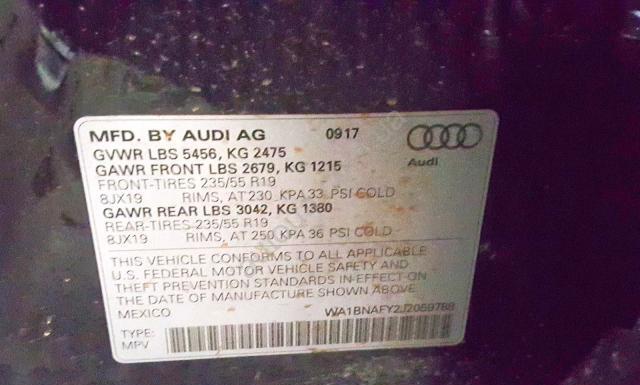 MFD. BY AUDI AG 0917
Audi
GVWR LBS 5456, KG 2475
GAWR FRONT LBS 2679, KG 1215
FRONT-TIRES 235/55 R19
8JX19 RIMS, AT 230 KPA 33 PSI COLD
GAWR REAR LBS 3042, KG 1380
REAR-TIRES 235/55 R19
8JX19 RIMS, AT 250 KPA 36 PSI COLD
THIS VEHICLE CONFORMS TO ALL APPLICABLE
U.S. FEDERAL MOTOR VEHICLE SAFETY AND
THEFT PREVENTION STANDARDS IN-EFFECT ON
THE DATE OF MANUFACTURE SHOWN ABOVE
MEXICO WA1BNAFY2J2059788
TYPE:
MPV